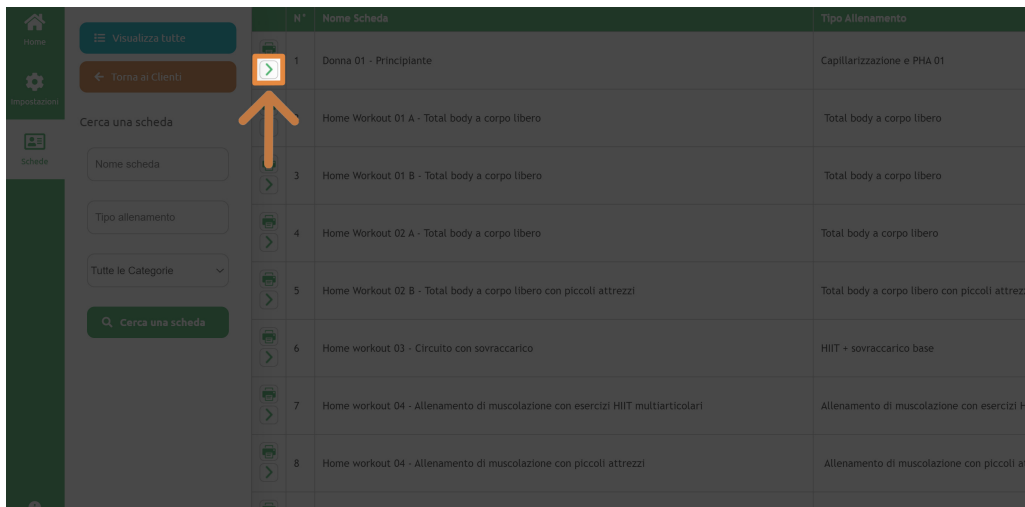 Home
Impostazioni
Scheda
Visualizza tutte
Torna ai Clienti
Cerca una scheda
Nome scheda
Tipo allenamento
Tutte le Categorie
Cerca una scheda
N° Nome Scheda Tipo Allenamento
1 Donna 01 - Principiante Capillarizzazione e PHA 01
Home Workout 01 A - Total body a corpo libero Total body a corpo libero
3 Home Workout 01 B - Total body a corpo libero Total body a corpo libero
4 Home Workout 02 A - Total body a corpo libero Total body a corpo libero
5 Home Workout 02 B - Total body a corpo libero con piccoli attrezzi Total body a corpo libero con piccoli attrez
6 Home workout 03 - Circuito con sovraccarico HIIT + sovraccarico base
7 Home workout 04 - Allenamento di muscolazione con esercizi HIIT multiarticolari Allenamento di muscolazione con esercizi H
8 Home workout 04 - Allenamento di muscolazione con piccoli attrezzi Allenamento di muscolazione con piccoli a